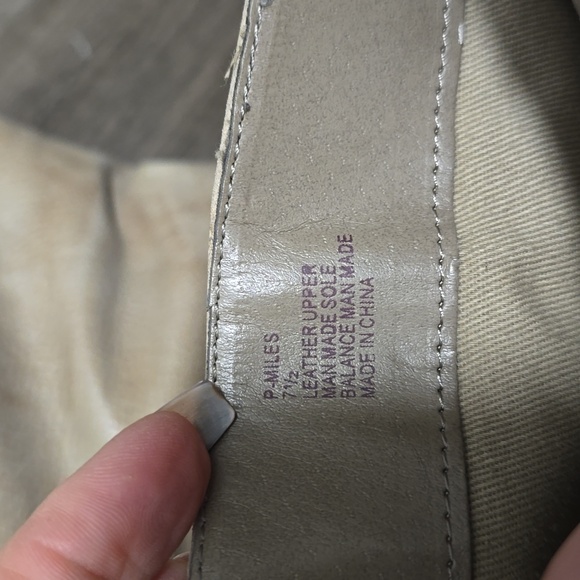 P-MILES
7 1/2
LEATHER UPPER
MAN MADE SOLE
BALANCE MAN MADE
MADE IN CHINA